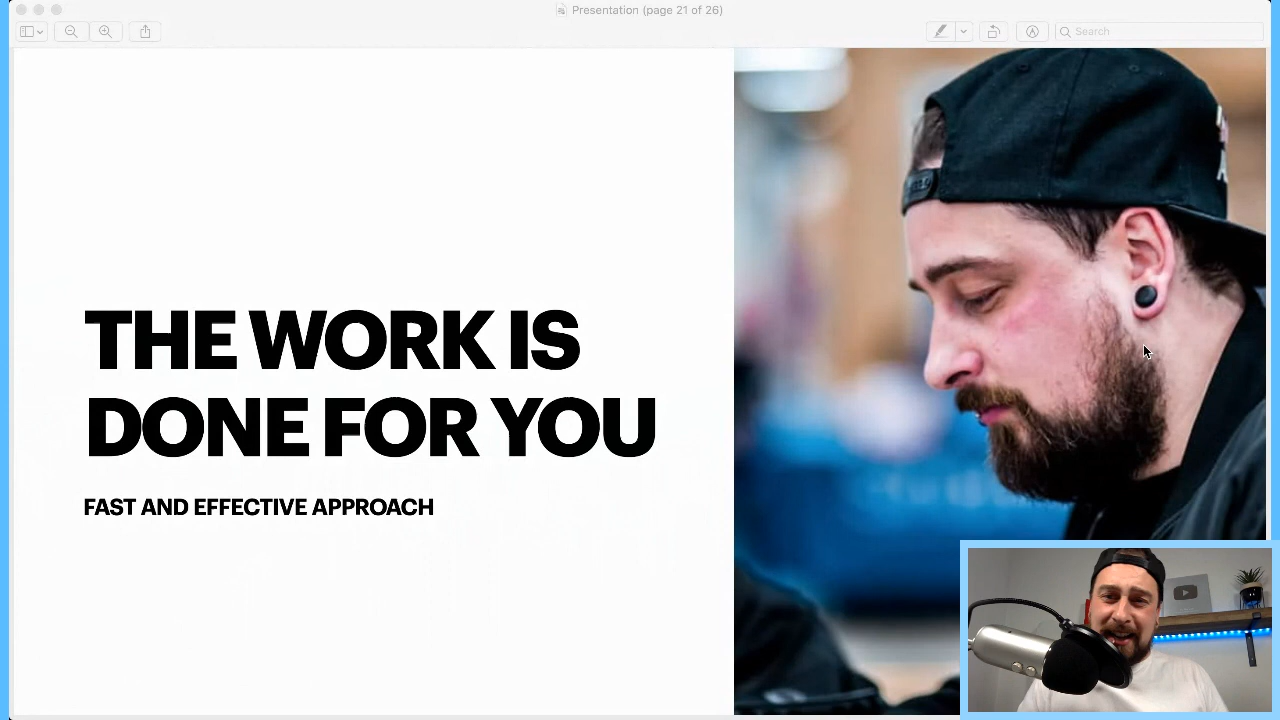 Presentation (page 21 of 26)
Search
THE WORK IS
DONE FOR YOU
FAST AND EFFECTIVE APPROACH